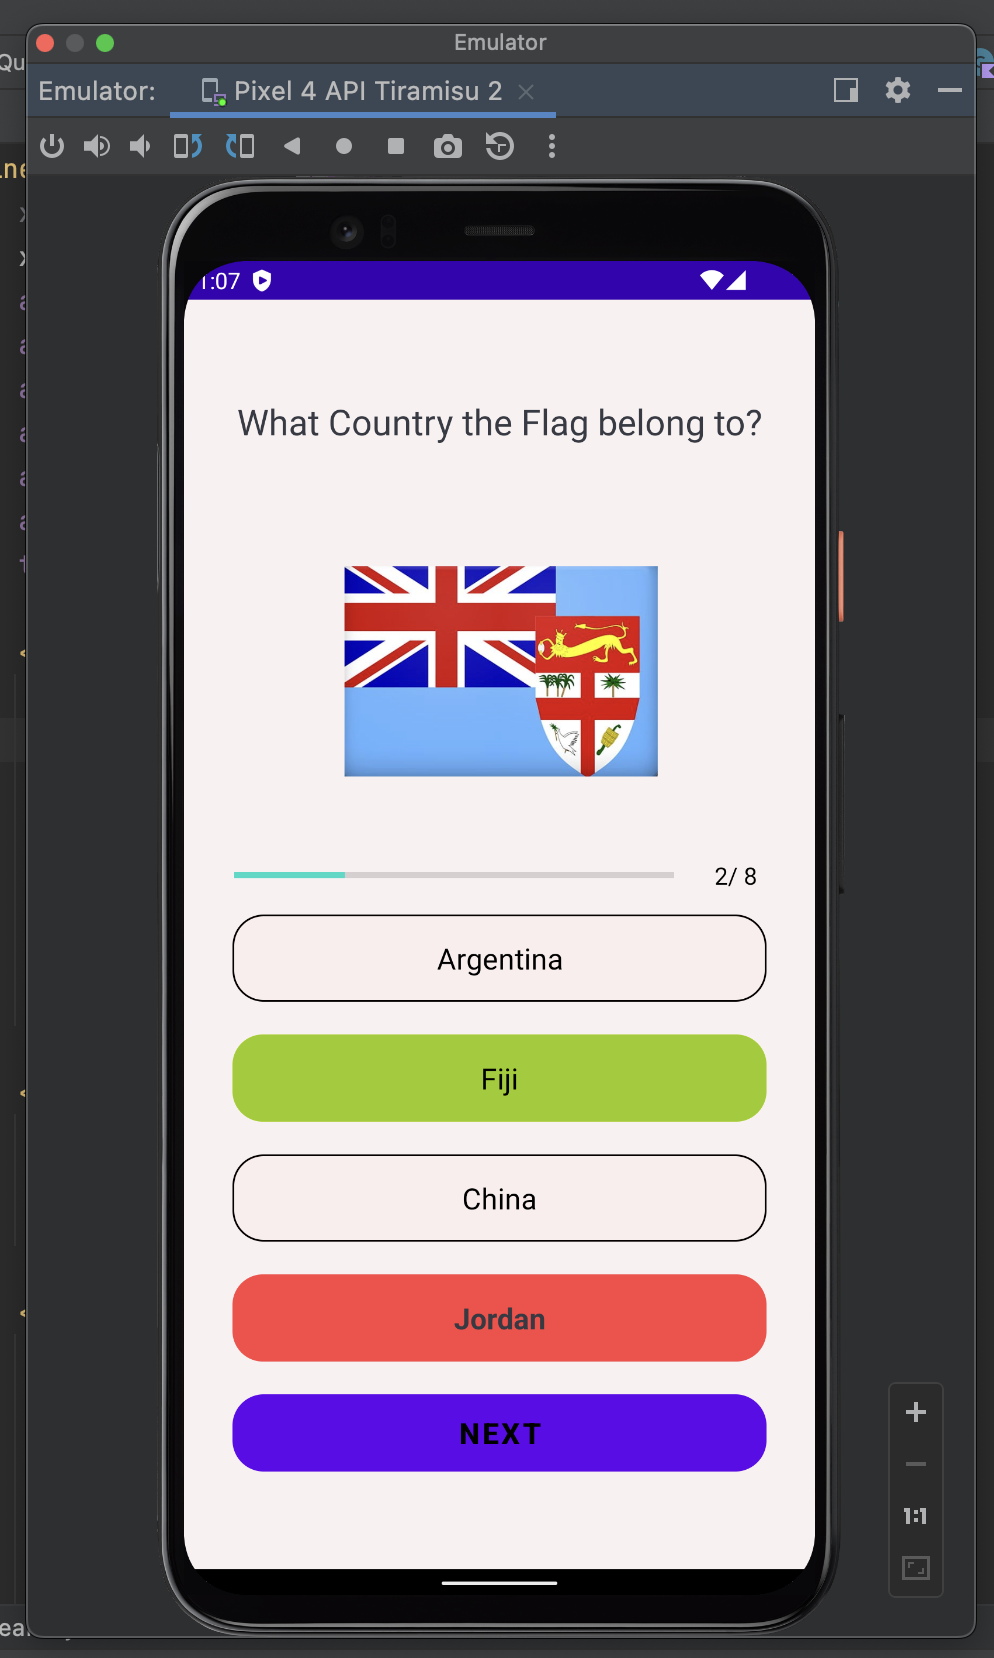 Emulator
Emulator:
Pixel 4 API Tiramisu 2
1:07
What Country the Flag belong to?
2/ 8
Argentina
Fiji
China
Jordan
NEXT
1:1